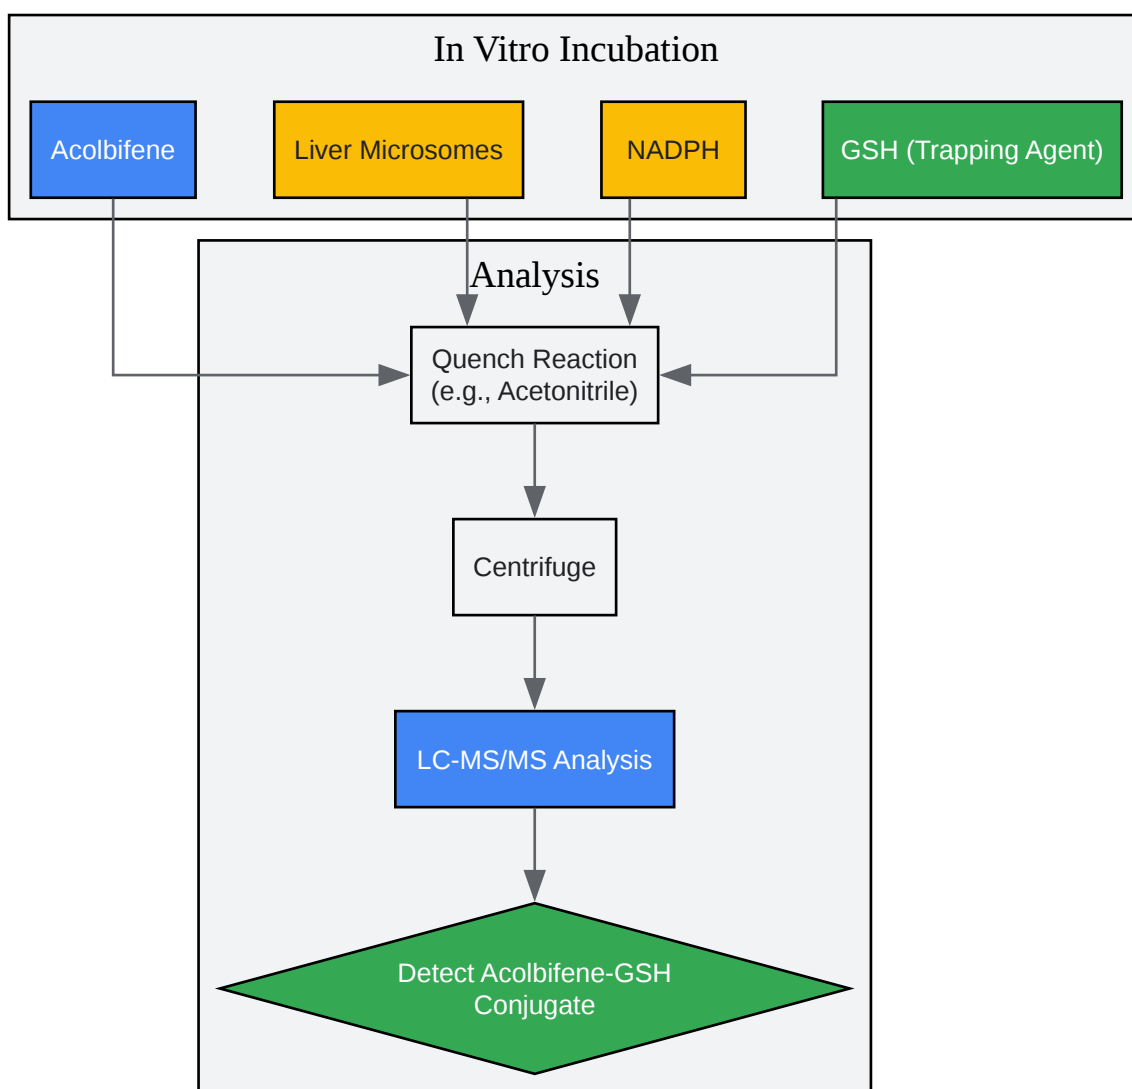 In Vitro Incubation
Acolbifene
Liver Microsomes
NADPH
GSH (Trapping Agent)
Analysis
Quench Reaction
(e.g., Acetonitrile)
Centrifuge
LC-MS/MS Analysis
Detect Acolbifene-GSH
Conjugate